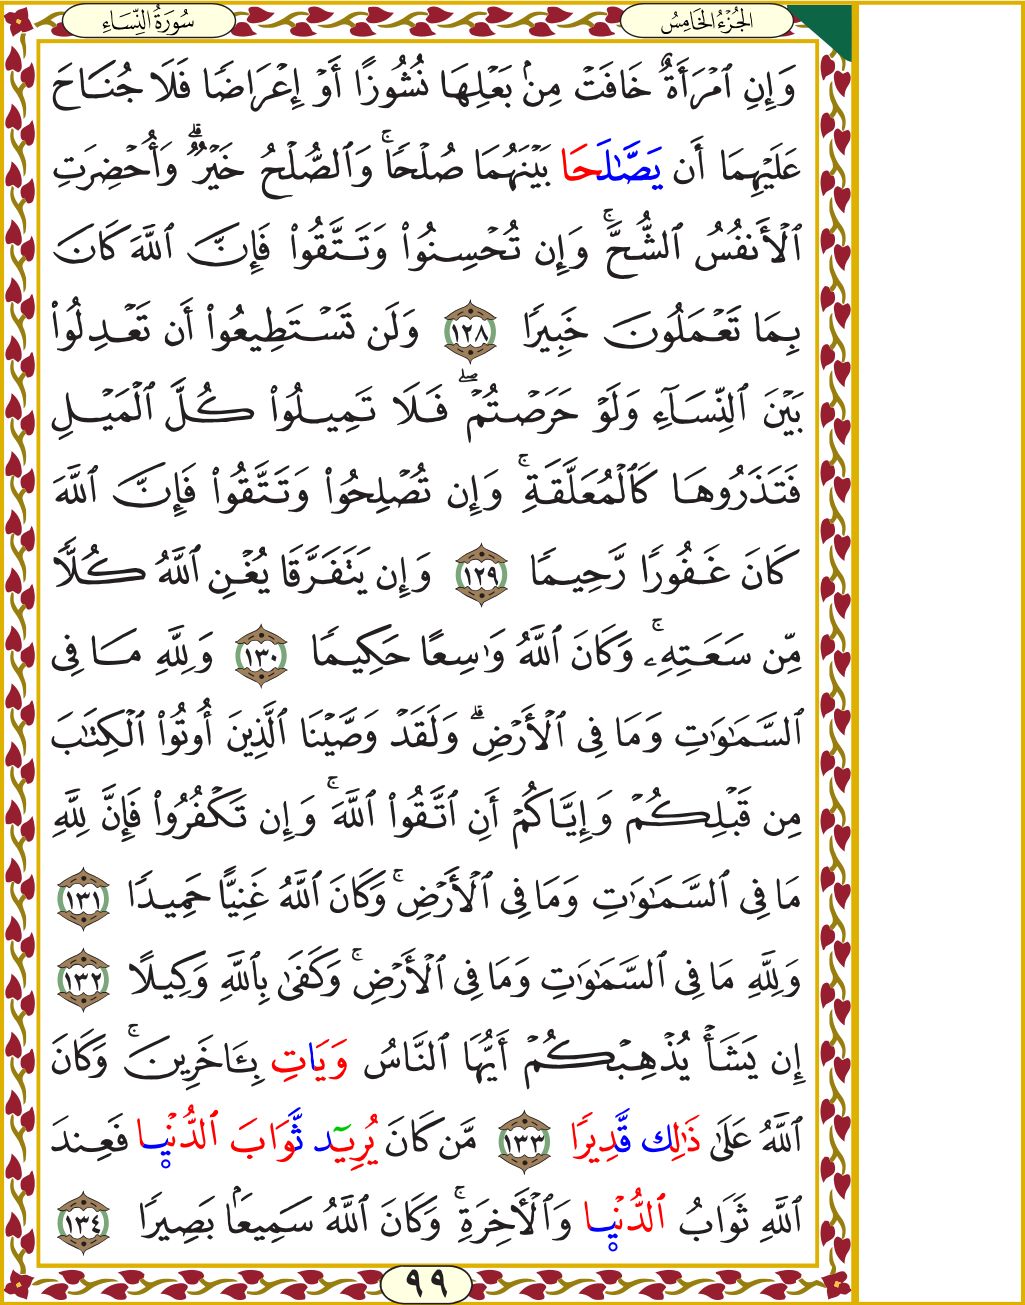 الجُزْءُ الخَامِسُ
سُورَةُ النِّسَاءِ
وَإِنِ ٱمۡرَأَةٌ خَافَتۡ مِنۢ بَعۡلِهَا نُشُوزًا أَوۡ إِعۡرَاضٗا فَلَا جُنَاحَ
عَلَيۡهِمَا أَن يَصَّٰلَحَا بَيۡنَهُمَا صُلۡحٗاۚ وَٱلصُّلۡحُ خَيۡرٞۗ وَأُحۡضِرَتِ
ٱلۡأَنفُسُ ٱلشُّحَّۚ وَإِن تُحۡسِنُواْ وَتَتَّقُواْ فَإِنَّ ٱللَّهَ كَانَ
بِمَا تَعۡمَلُونَ خَبِيرٗا ١٢٨ وَلَن تَسۡتَطِيعُواْ أَن تَعۡدِلُواْ
بَيۡنَ ٱلنِّسَآءِ وَلَوۡ حَرَصۡتُمۡۖ فَلَا تَمِيلُواْ كُلَّ ٱلۡمَيۡلِ
فَتَذَرُوهَا كَٱلۡمُعَلَّقَةِۚ وَإِن تُصۡلِحُواْ وَتَتَّقُواْ فَإِنَّ ٱللَّهَ
كَانَ غَفُورٗا رَّحِيمٗا ١٢٩ وَإِن يَتَفَرَّقَا يُغۡنِ ٱللَّهُ كُلّٗا
مِّن سَعَتِهِۦۚ وَكَانَ ٱللَّهُ وَٰسِعًا حَكِيمٗا ١٣٠ وَلِلَّهِ مَا فِي
ٱلسَّمَٰوَٰتِ وَمَا فِي ٱلۡأَرۡضِۗ وَلَقَدۡ وَصَّيۡنَا ٱلَّذِينَ أُوتُواْ ٱلۡكِتَٰبَ
مِن قَبۡلِكُمۡ وَإِيَّاكُمۡ أَنِ ٱتَّقُواْ ٱللَّهَۚ وَإِن تَكۡفُرُواْ فَإِنَّ لِلَّهِ
مَا فِي ٱلسَّمَٰوَٰتِ وَمَا فِي ٱلۡأَرۡضِۚ وَكَانَ ٱللَّهُ غَنِيًّا حَمِيدٗا ١٣١
وَلِلَّهِ مَا فِي ٱلسَّمَٰوَٰتِ وَمَا فِي ٱلۡأَرۡضِۚ وَكَفَىٰ بِٱللَّهِ وَكِيلًا ١٣٢
إِن يَشَأۡ يُذۡهِبۡكُمۡ أَيُّهَا ٱلنَّاسُ وَيَاتِ بِـَٔاخَرِينَۚ وَكَانَ
ٱللَّهُ عَلَىٰ ذَٰلِك قَّدِيرٗا ١٣٣ مَّن كَانَ يُرِيٓد ثَّوَابَ ٱلدُّنۡيٜا فَعِندَ
ٱللَّهِ ثَوَابُ ٱلدُّنۡيٜا وَٱلۡأٓخِرَةِۚ وَكَانَ ٱللَّهُ سَمِيعَۢا بَصِيرٗا ١٣٤
٩٩